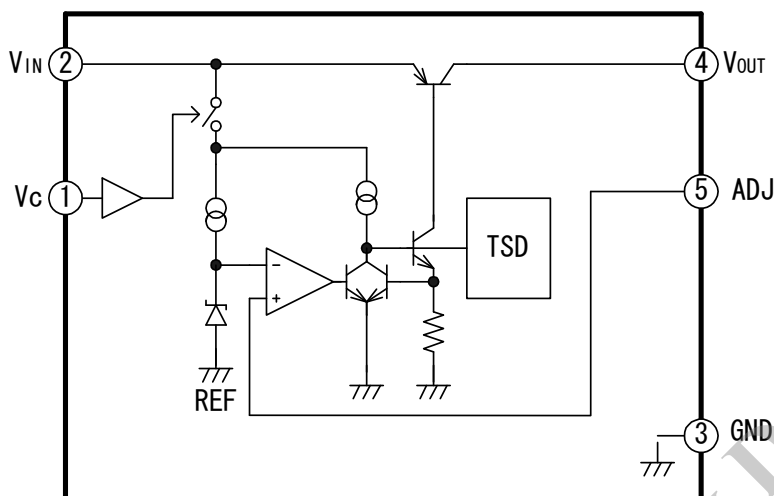 VIN 2
4 VOUT
Vc 1
5 ADJ
TSD
−
+
REF
3 GND